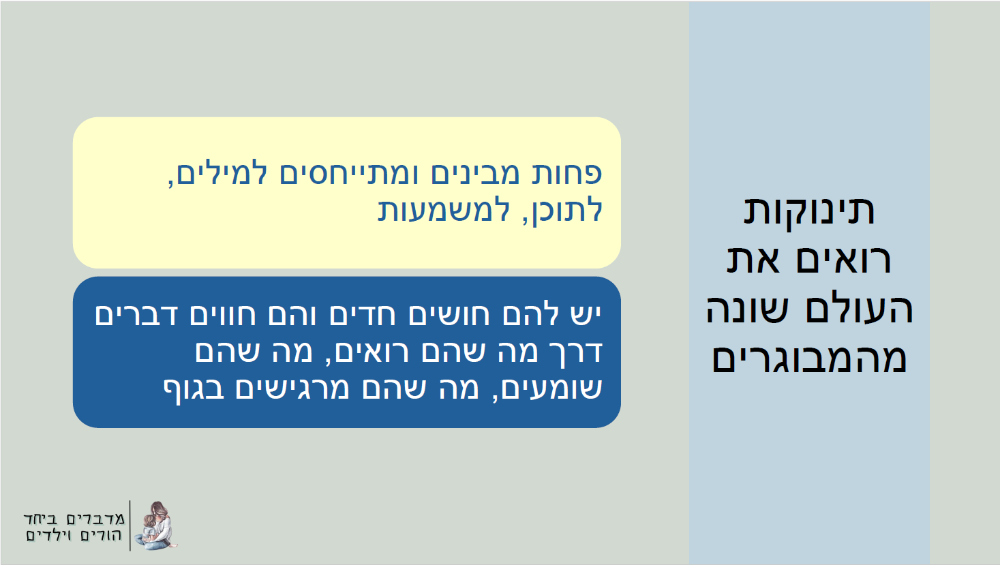 תינוקות
רואים את
העולם שונה
מהמבוגרים
פחות מבינים ומתייחסים למילים,
לתוכן, למשמעות
יש להם חושים חדים והם חווים דברים
דרך מה שהם רואים, מה שהם
שומעים, מה שהם מרגישים בגוף
מדברים ביחד
הורים וילדים